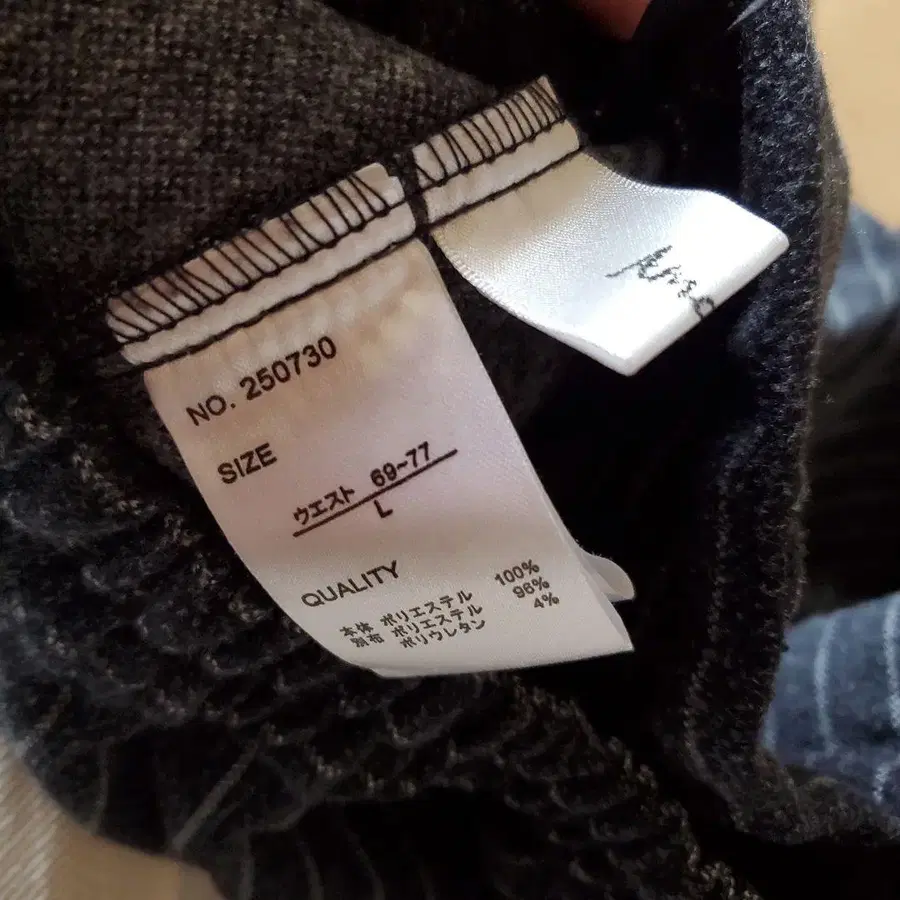 NO. 250730
SIZE
ウエスト 69~77
L
QUALITY
本体 ポリエステル 100%
別布 ポリエステル 96%
ポリウレタン 4%